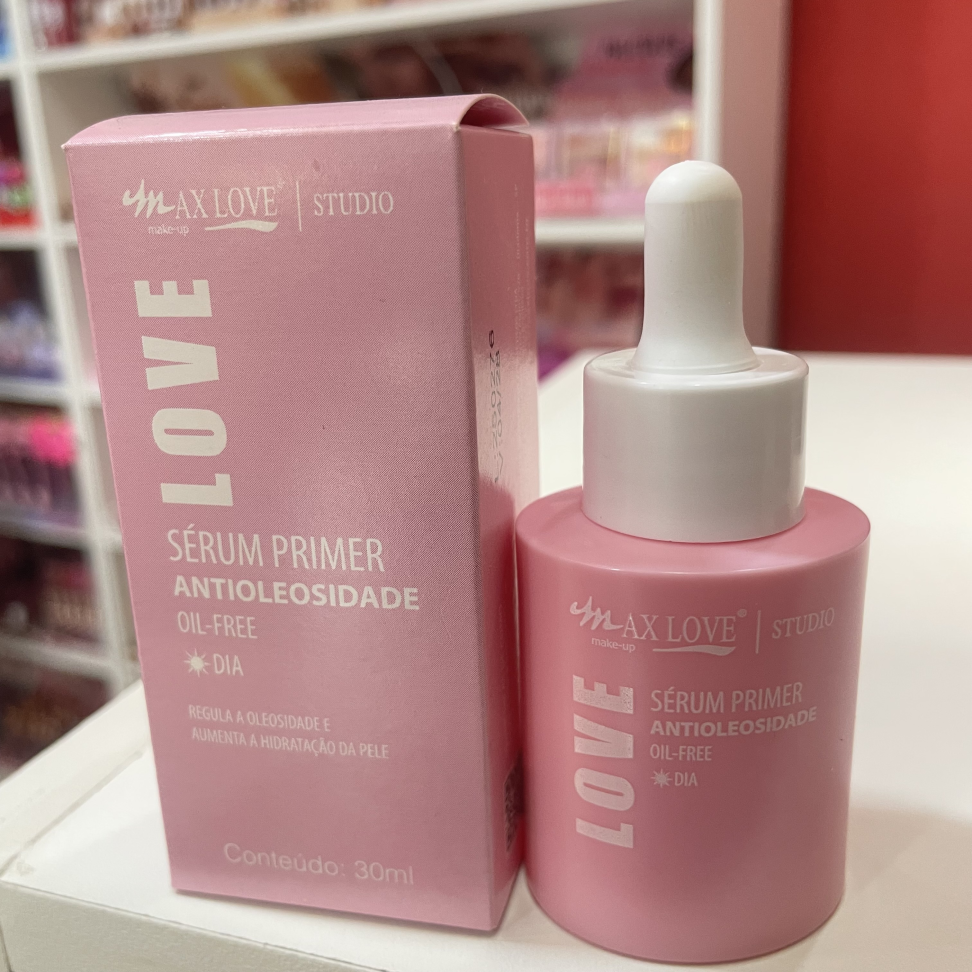 MAX LOVE® | STUDIO
make-up
LOVE
SÉRUM PRIMER
ANTIOLEOSIDADE
OIL-FREE
DIA
REGULA A OLEOSIDADE E
AUMENTA A HIDRATAÇÃO DA PELE
Conteúdo: 30ml
MAX LOVE® | STUDIO
make-up
LOVE
SÉRUM PRIMER
ANTIOLEOSIDADE
OIL-FREE
DIA